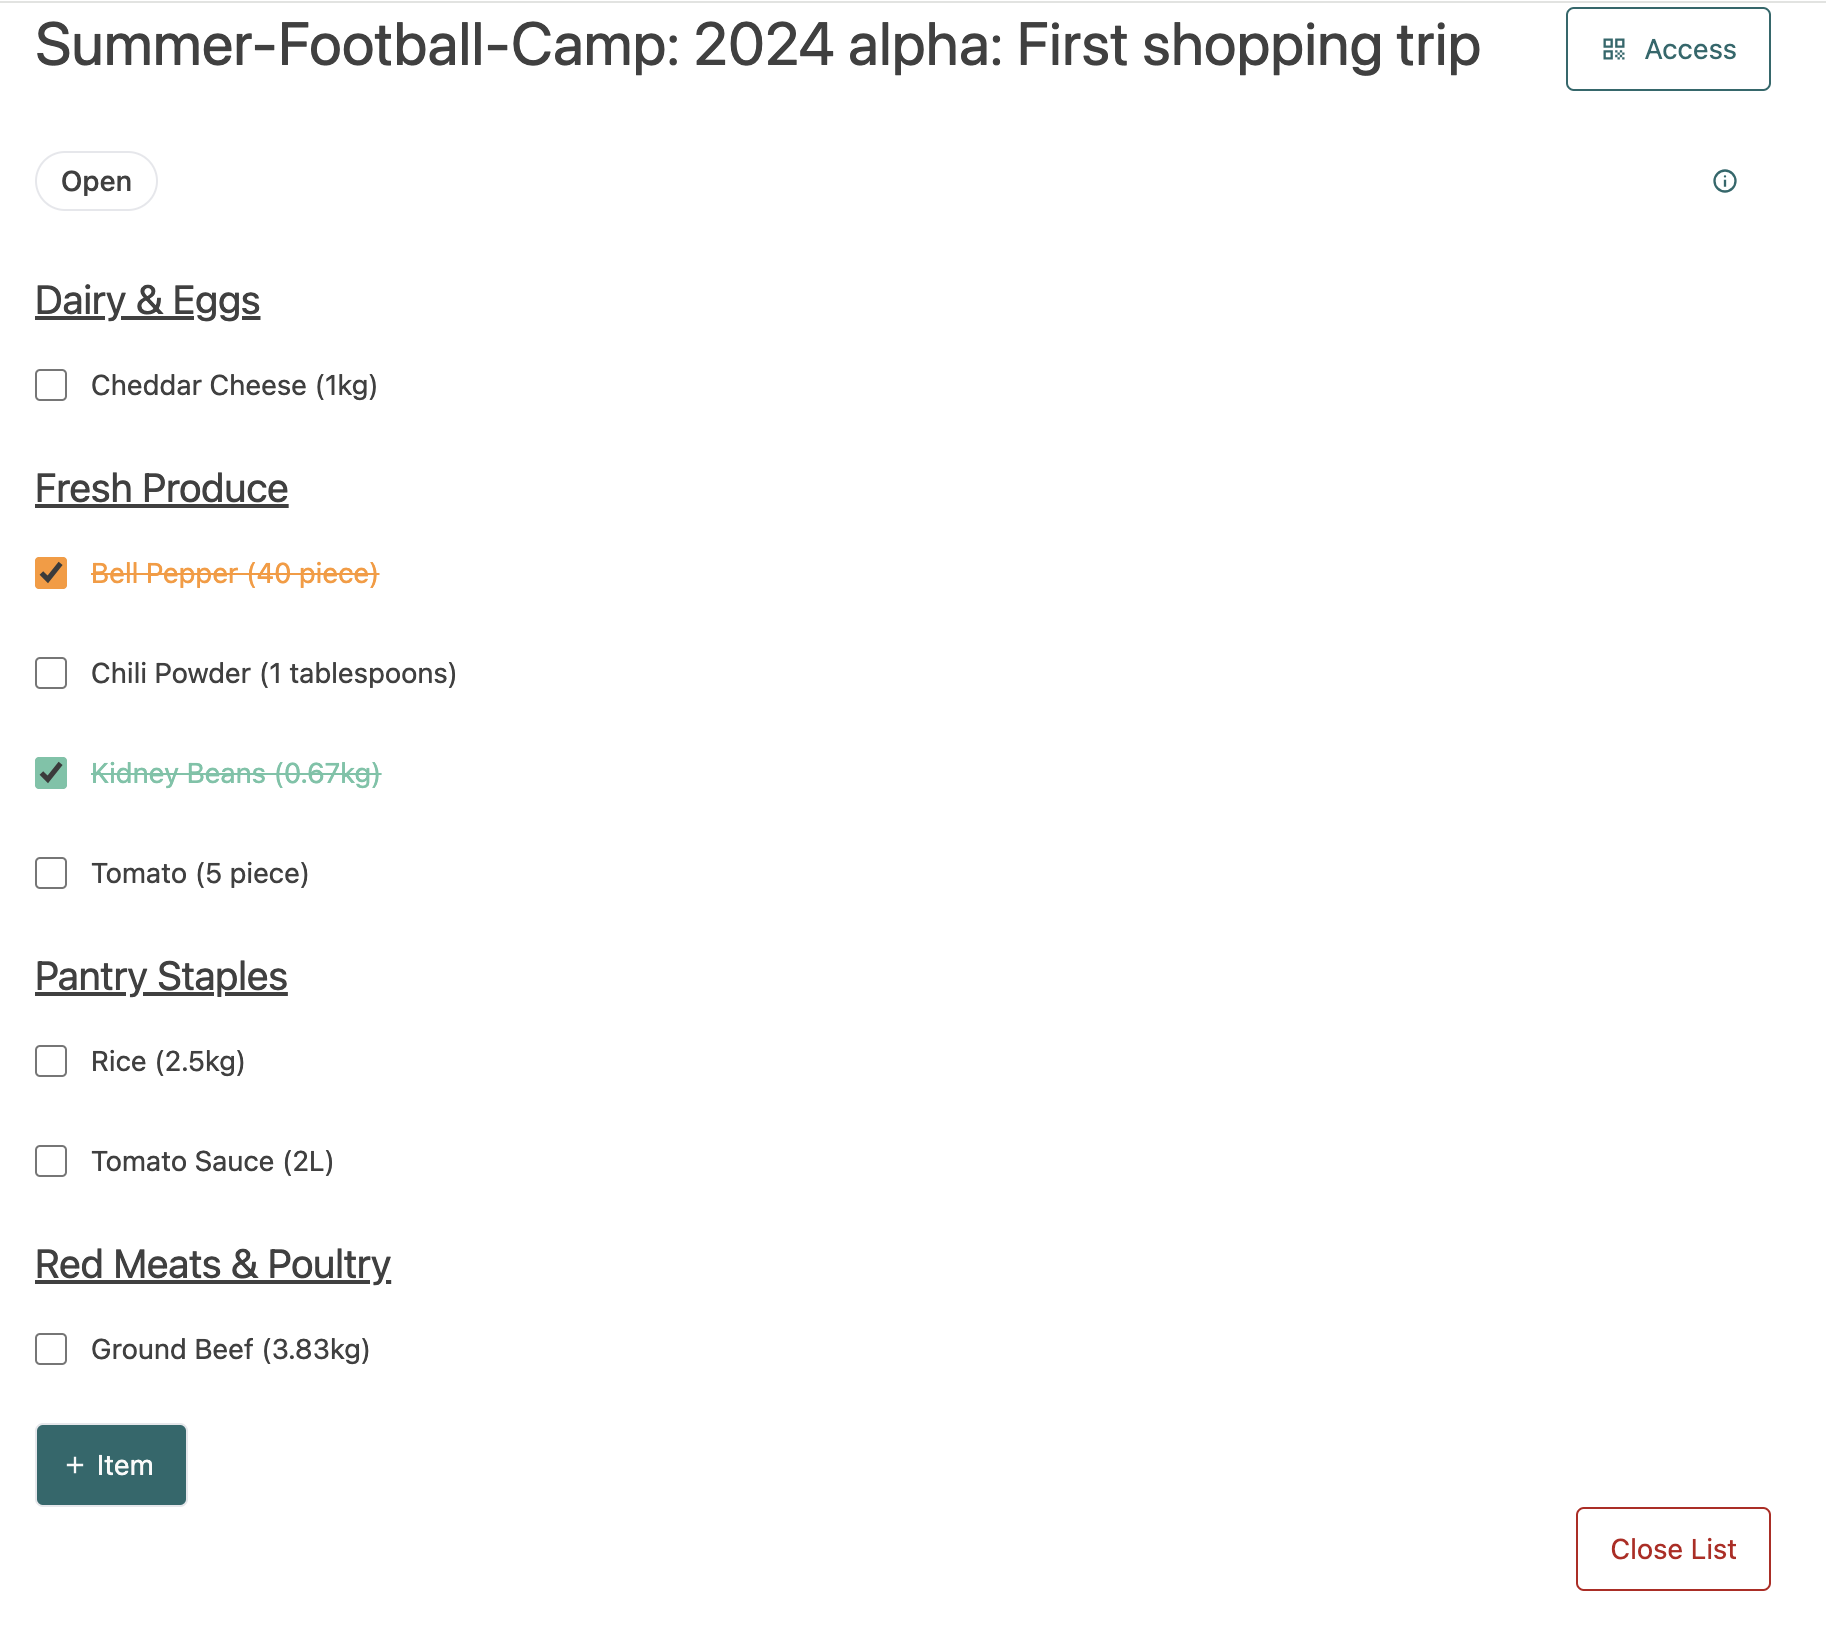 Summer-Football-Camp: 2024 alpha: First shopping trip
Access
Open
Dairy & Eggs
Cheddar Cheese (1kg)
Fresh Produce
Bell Pepper (40 piece)
Chili Powder (1 tablespoons)
Kidney Beans (0.67kg)
Tomato (5 piece)
Pantry Staples
Rice (2.5kg)
Tomato Sauce (2L)
Red Meats & Poultry
Ground Beef (3.83kg)
+ Item
Close List